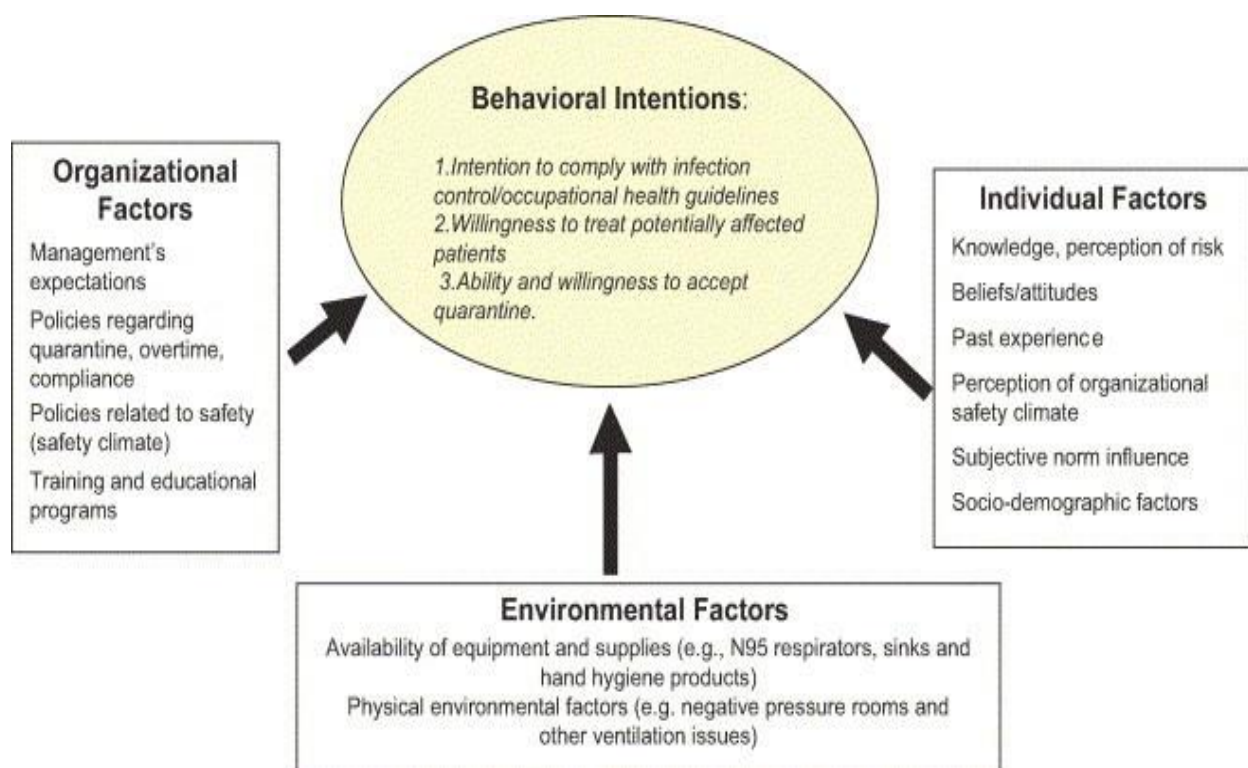 Behavioral Intentions:
1.Intention to comply with infection
control/occupational health guidelines
2.Willingness to treat potentially affected
patients
3.Ability and willingness to accept
quarantine.
Organizational
Factors
Management's
expectations
Policies regarding
quarantine, overtime,
compliance
Policies related to safety
(safety climate)
Training and educational
programs
Individual Factors
Knowledge, perception of risk
Beliefs/attitudes
Past experience
Perception of organizational
safety climate
Subjective norm influence
Socio-demographic factors
Environmental Factors
Availability of equipment and supplies (e.g., N95 respirators, sinks and
hand hygiene products)
Physical environmental factors (e.g. negative pressure rooms and
other ventilation issues)